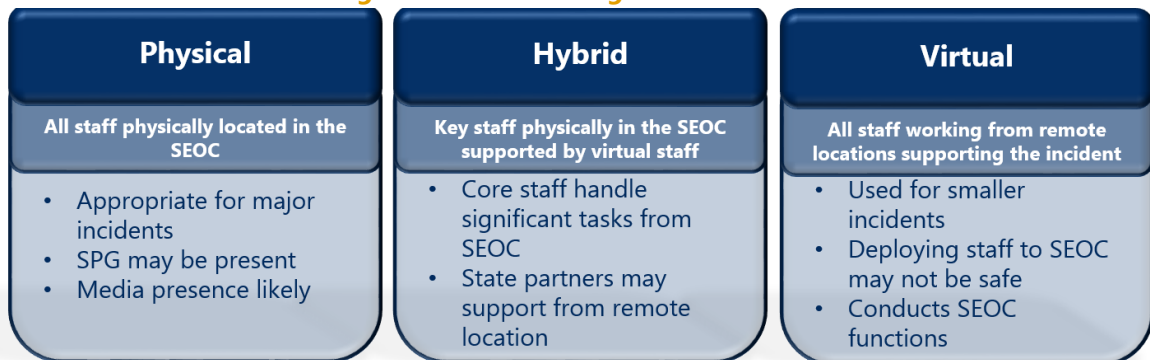 Physical
All staff physically located in the
SEOC
• Appropriate for major
incidents
• SPG may be present
• Media presence likely
Hybrid
Key staff physically in the SEOC
supported by virtual staff
• Core staff handle
significant tasks from
SEOC
• State partners may
support from remote
location
Virtual
All staff working from remote
locations supporting the incident
• Used for smaller
incidents
• Deploying staff to SEOC
may not be safe
• Conducts SEOC
functions